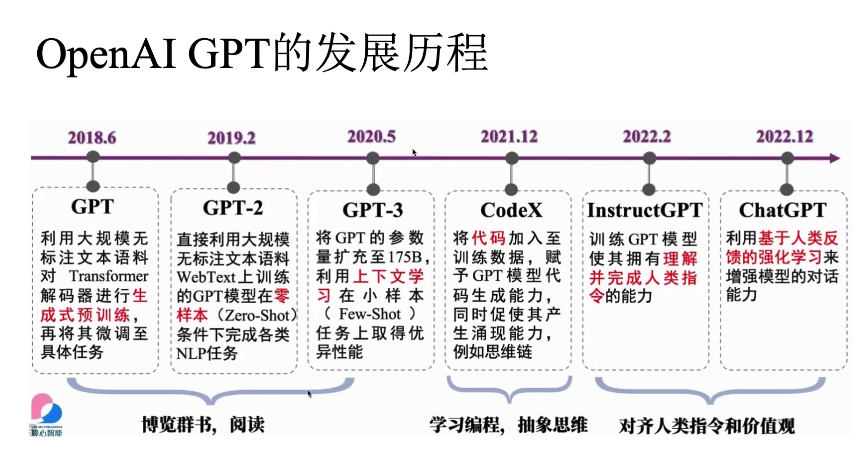 OpenAI GPT的发展历程
2018.6
2019.2
2020.5
2021.12
2022.2
2022.12
GPT
利用大规模无
标注文本语料
对 Transformer
解码器进行生
成式预训练，
再将其微调至
具体任务
GPT-2
直接利用大规模
无标注文本语料
WebText上训练
的GPT模型在零
样本（Zero-Shot）
条件下完成各类
NLP任务
GPT-3
将GPT的参数
量扩充至175B，
利用上下文学
习在小样本
（Few-Shot）
任务上取得优
异性能
CodeX
将代码加入至
训练数据，赋
予GPT模型代
码生成能力，
同时促使其产
生涌现能力，
例如思维链
InstructGPT
训练GPT模型
使其拥有理解
并完成人类指
令的能力
ChatGPT
利用基于人类反
馈的强化学习来
增强模型的对话
能力
博览群书，阅读
学习编程，抽象思维
对齐人类指令和价值观
聆心智能